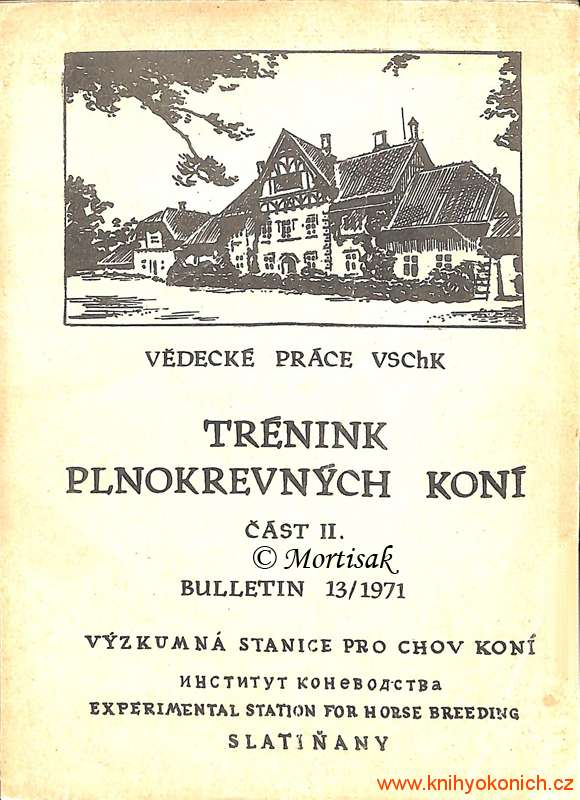 VĚDECKÉ PRÁCE VSChK
TRÉNINK
PLNOKREVNÝCH KONÍ
ČÁST II.
© Mortisak
BULLETIN 13/1971
VÝZKUMNÁ STANICE PRO CHOV KONÍ
ИНСТИТУТ КОНЕВОДСТВА
EXPERIMENTAL STATION FOR HORSE BREEDING
SLATIŇANY
www.knihyokonich.cz